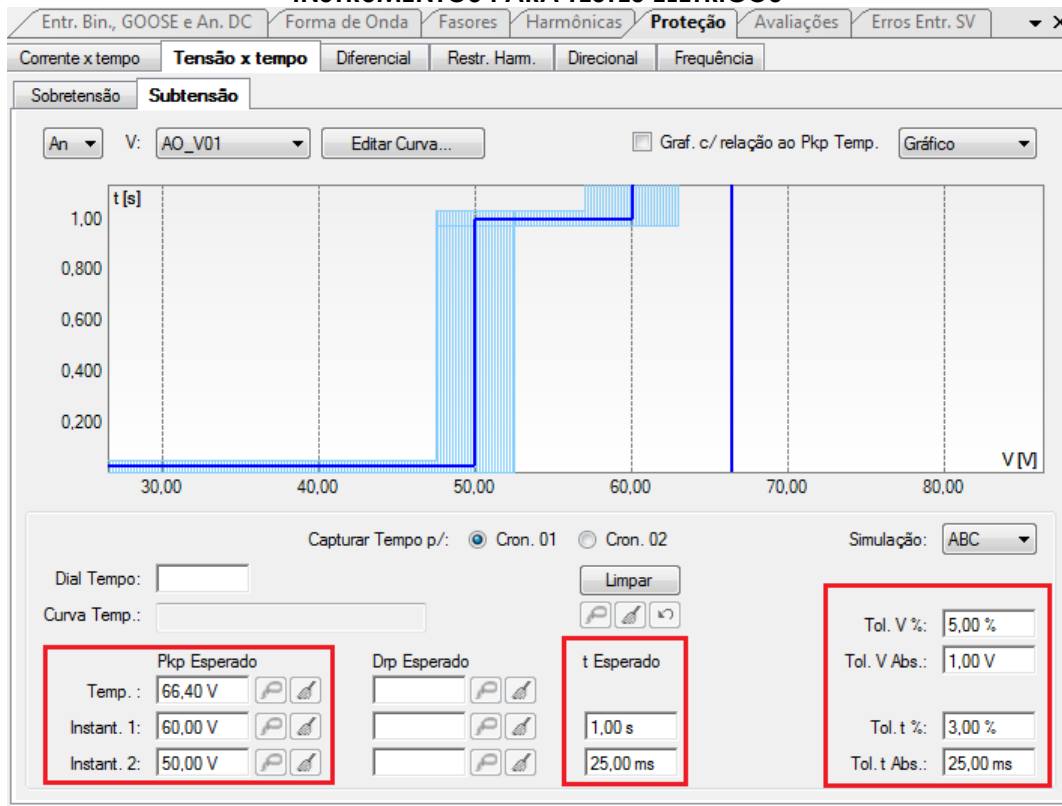 INSTRUMENTOS PARA TESTES ELÉTRICOS
Entr. Bin., GOOSE e An. DC Forma de Onda Fasores Harmônicas Proteção Avaliações Erros Entr. SV
Corrente x tempo Tensão x tempo Diferencial Restr. Harm. Direcional Frequência
Sobretensão Subtensão
An V: AO_V01 Editar Curva... Graf. c/ relação ao Pkp Temp. Gráfico
t [s]
1,00
0,800
0,600
0,400
0,200
V [V]
30,00 40,00 50,00 60,00 70,00 80,00
Capturar Tempo p/: Cron. 01 Cron. 02 Simulação: ABC
Dial Tempo: Limpar
Curva Temp.: Tol. V %: 5,00 %
Pkp Esperado Drp Esperado t Esperado Tol. V Abs.: 1,00 V
Temp. : 66,40 V
Instant. 1: 60,00 V 1,00 s Tol. t %: 3,00 %
Instant. 2: 50,00 V 25,00 ms Tol. t Abs.: 25,00 ms